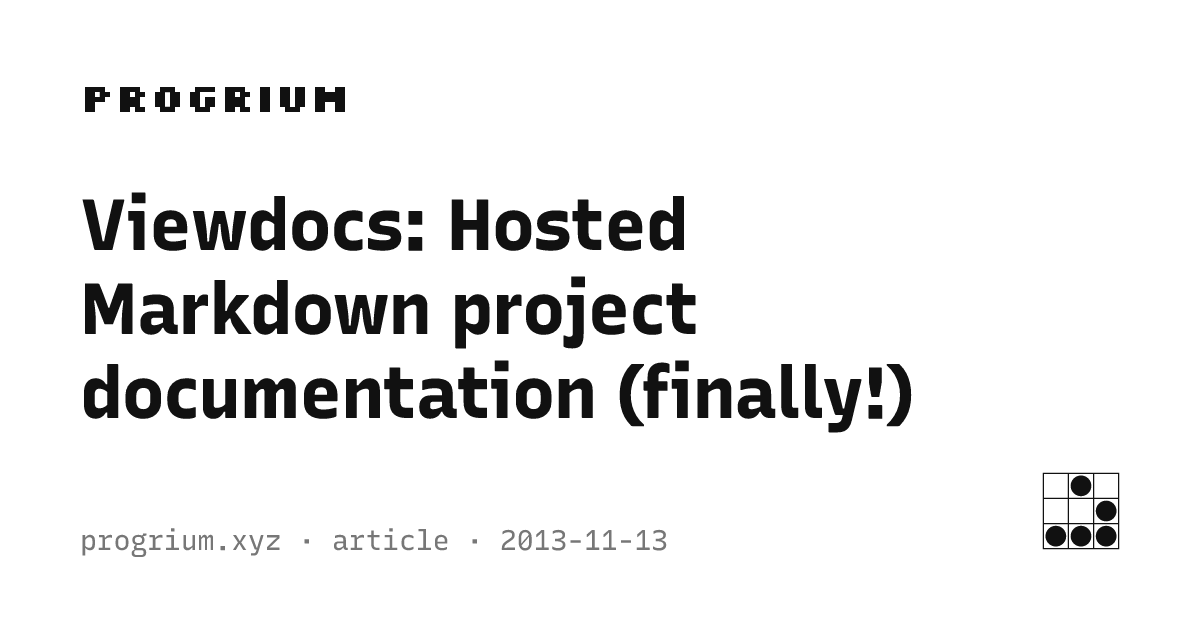 PROGRIUM
Viewdocs: Hosted
Markdown project
documentation (finally!)
progrium.xyz · article · 2013-11-13